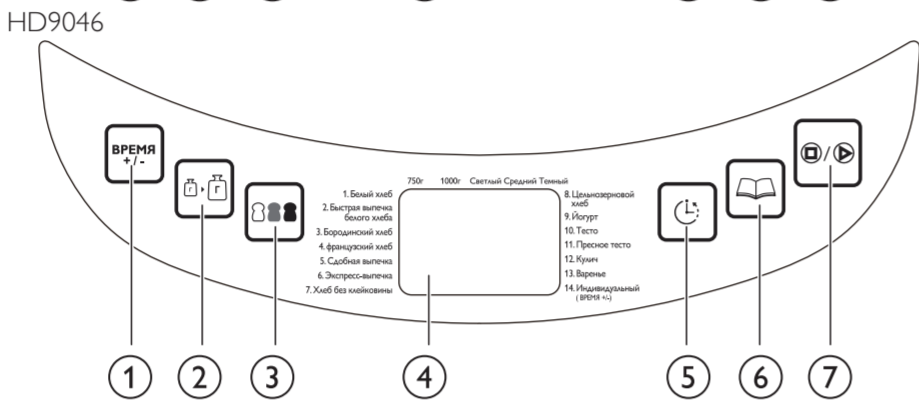 HD9046
ВРЕМЯ
+/-
г г
/
750г 1000г Светлый Средний Темный
1. Белый хлеб
2. Быстрая выпечка
белого хлеба
3. Бородинский хлеб
4. французский хлеб
5. Сдобная выпечка
6. Экспресс-выпечка
7. Хлеб без клейковины
8. Цельнозерновой
хлеб
9. Йогурт
10. Тесто
11. Пресное тесто
12. Кулич
13. Варенье
14. Индивидуальный
( ВРЕМЯ +/-)
1 2 3 4 5 6 7